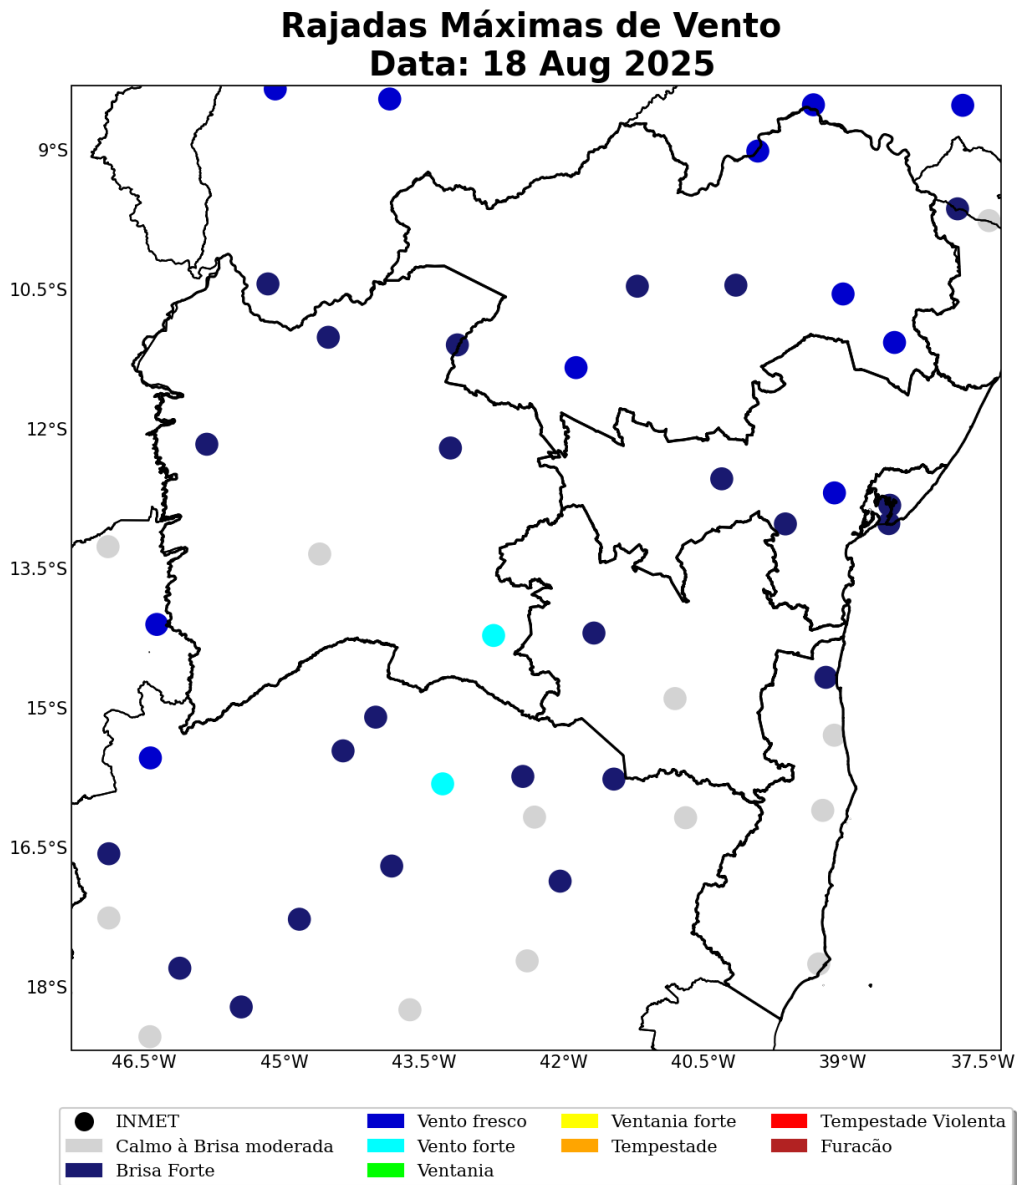 Rajadas Máximas de Vento
Data: 18 Aug 2025
9°S
10.5°S
12°S
13.5°S
15°S
16.5°S
18°S
46.5°W 45°W 43.5°W 42°W 40.5°W 39°W 37.5°W
INMET
Calmo à Brisa moderada
Brisa Forte
Vento fresco
Vento forte
Ventania
Ventania forte
Tempestade
Tempestade Violenta
Furacão